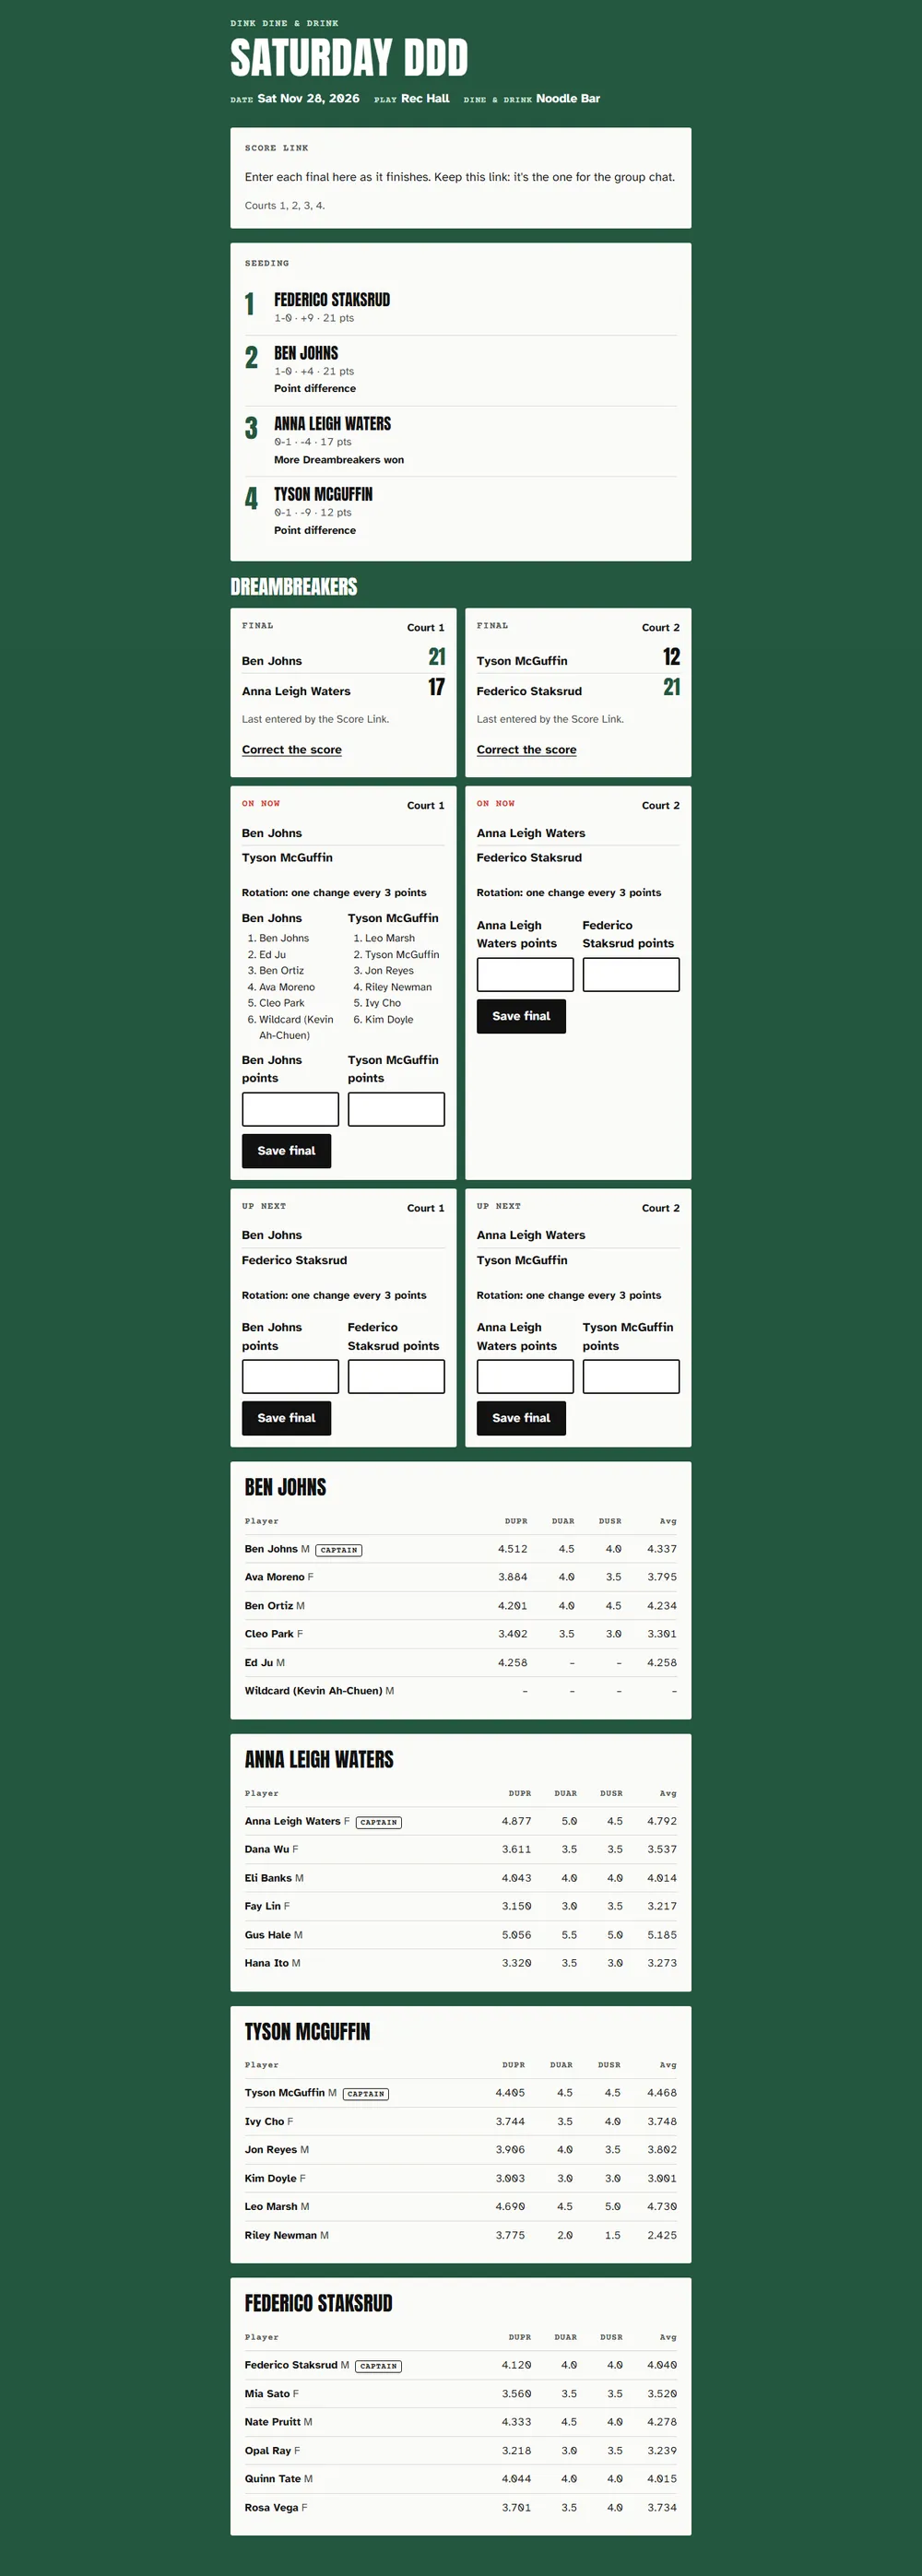 DINK DINE & DRINK
SATURDAY DDD
DATE Sat Nov 28, 2026 PLAY Rec Hall DINE & DRINK Noodle Bar
SCORE LINK
Enter each final here as it finishes. Keep this link: it's the one for the group chat.
Courts 1, 2, 3, 4.
SEEDING
1 FEDERICO STAKSRUD
1-0 · +9 · 21 pts
2 BEN JOHNS
1-0 · +4 · 21 pts
Point difference
3 ANNA LEIGH WATERS
0-1 · -4 · 17 pts
More Dreambreakers won
4 TYSON MCGUFFIN
0-1 · -9 · 12 pts
Point difference
DREAMBREAKERS
FINAL Court 1
Ben Johns 21
Anna Leigh Waters 17
Last entered by the Score Link.
Correct the score
FINAL Court 2
Tyson McGuffin 12
Federico Staksrud 21
Last entered by the Score Link.
Correct the score
ON NOW Court 1
Ben Johns
Tyson McGuffin
Rotation: one change every 3 points
Ben Johns
1. Ben Johns
2. Ed Ju
3. Ben Ortiz
4. Ava Moreno
5. Cleo Park
6. Wildcard (Kevin
Ah-Chuen)
Tyson McGuffin
1. Leo Marsh
2. Tyson McGuffin
3. Jon Reyes
4. Riley Newman
5. Ivy Cho
6. Kim Doyle
Ben Johns
points
Tyson McGuffin
points
Save final
ON NOW Court 2
Anna Leigh Waters
Federico Staksrud
Rotation: one change every 3 points
Anna Leigh
Waters points
Federico
Staksrud points
Save final
UP NEXT Court 1
Ben Johns
Federico Staksrud
Rotation: one change every 3 points
Ben Johns
points
Federico
Staksrud points
Save final
UP NEXT Court 2
Anna Leigh Waters
Tyson McGuffin
Rotation: one change every 3 points
Anna Leigh
Waters points
Tyson McGuffin
points
Save final
BEN JOHNS
Player DUPR DUAR DUSR Avg
Ben Johns M CAPTAIN 4.512 4.5 4.0 4.337
Ava Moreno F 3.884 4.0 3.5 3.795
Ben Ortiz M 4.201 4.0 4.5 4.234
Cleo Park F 3.402 3.5 3.0 3.301
Ed Ju M 4.258 – – 4.258
Wildcard (Kevin Ah-Chuen) M – – – –
ANNA LEIGH WATERS
Player DUPR DUAR DUSR Avg
Anna Leigh Waters F CAPTAIN 4.877 5.0 4.5 4.792
Dana Wu F 3.611 3.5 3.5 3.537
Eli Banks M 4.043 4.0 4.0 4.014
Fay Lin F 3.150 3.0 3.5 3.217
Gus Hale M 5.056 5.5 5.0 5.185
Hana Ito M 3.320 3.5 3.0 3.273
TYSON MCGUFFIN
Player DUPR DUAR DUSR Avg
Tyson McGuffin M CAPTAIN 4.405 4.5 4.5 4.468
Ivy Cho F 3.744 3.5 4.0 3.748
Jon Reyes M 3.906 4.0 3.5 3.802
Kim Doyle F 3.003 3.0 3.0 3.001
Leo Marsh M 4.690 4.5 5.0 4.730
Riley Newman M 3.775 2.0 1.5 2.425
FEDERICO STAKSRUD
Player DUPR DUAR DUSR Avg
Federico Staksrud M CAPTAIN 4.120 4.0 4.0 4.040
Mia Sato F 3.560 3.5 3.5 3.520
Nate Pruitt M 4.333 4.5 4.0 4.278
Opal Ray F 3.218 3.0 3.5 3.239
Quinn Tate M 4.044 4.0 4.0 4.015
Rosa Vega F 3.701 3.5 4.0 3.734